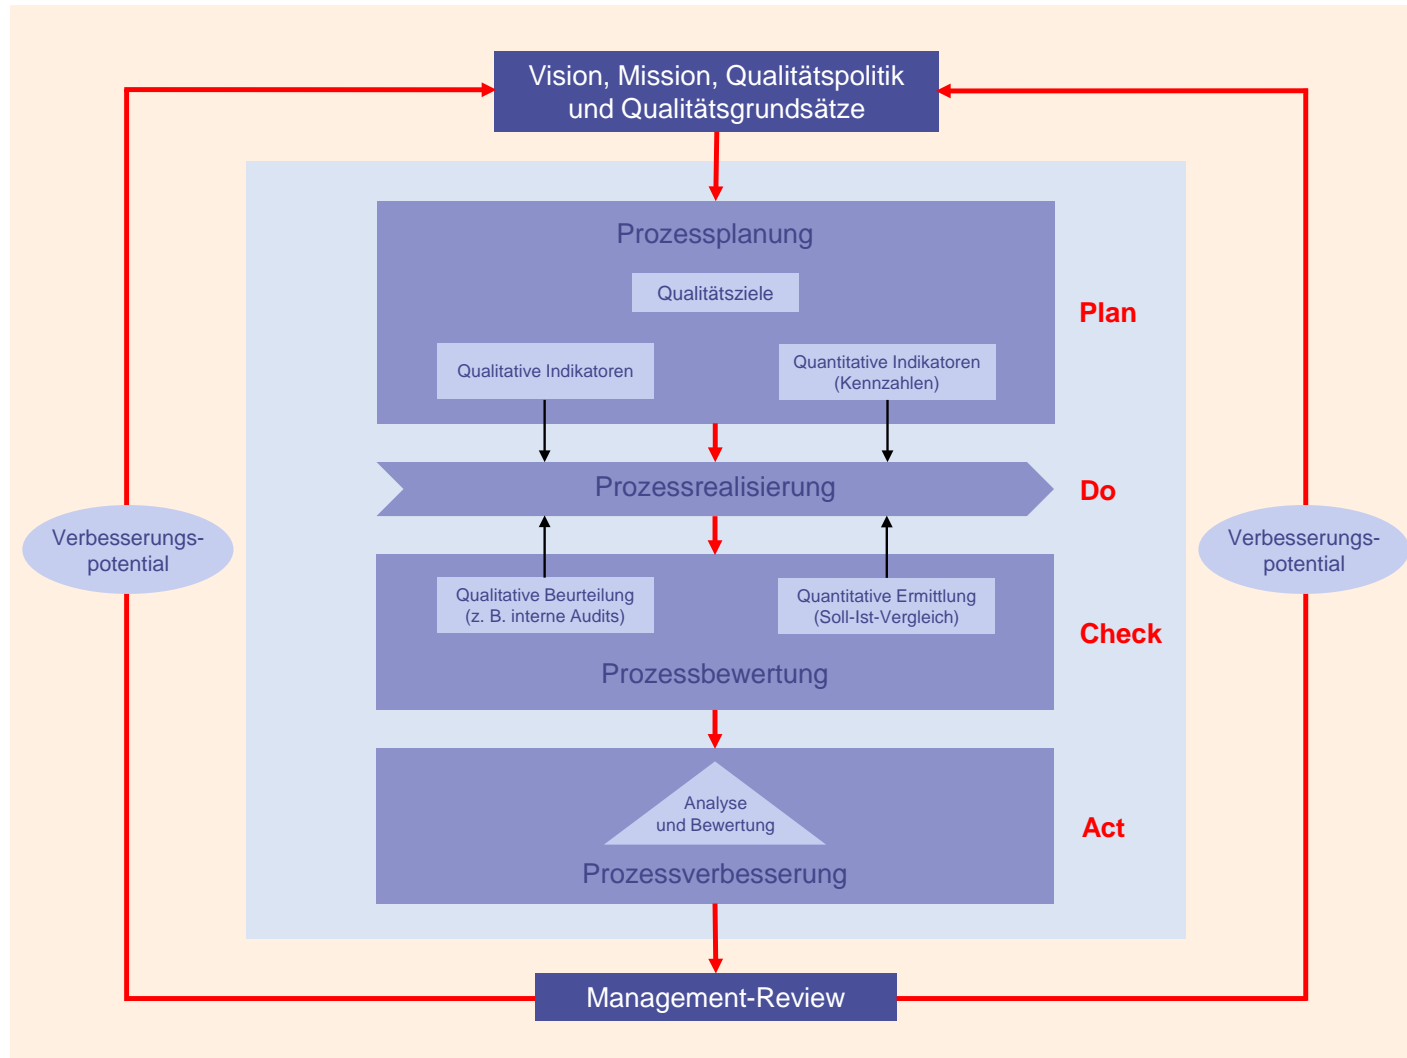 Vision, Mission, Qualitätspolitik
und Qualitätsgrundsätze
Prozessplanung
Qualitätsziele
Plan
Qualitative Indikatoren
Quantitative Indikatoren
(Kennzahlen)
Prozessrealisierung
Do
Verbesserungs-
potential
Verbesserungs-
potential
Qualitative Beurteilung
(z. B. interne Audits)
Quantitative Ermittlung
(Soll-Ist-Vergleich)
Check
Prozessbewertung
Analyse
und Bewertung
Act
Prozessverbesserung
Management-Review